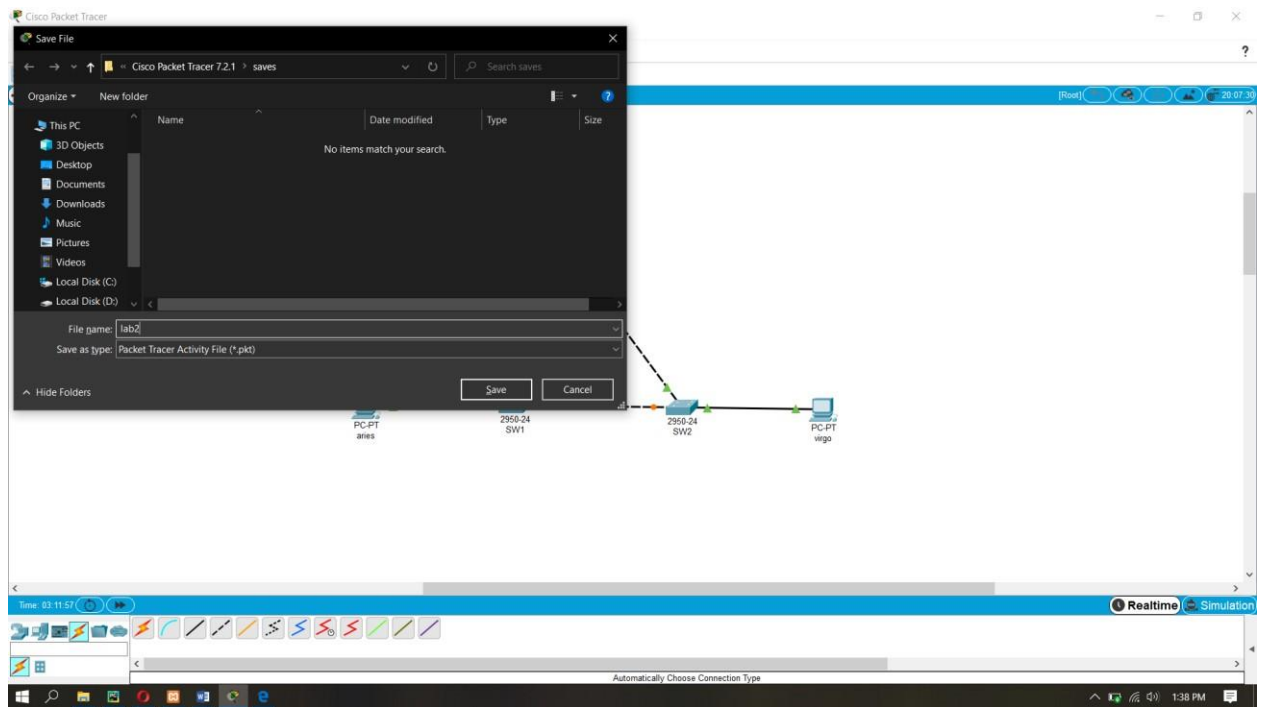 Cisco Packet Tracer
Save File
« Cisco Packet Tracer 7.2.1 > saves
Search saves
?
Organize
New folder
?
[Root]
20:07:30
Name
Date modified
Type
Size
No items match your search.
This PC
3D Objects
Desktop
Documents
Downloads
Music
Pictures
Videos
Local Disk (C:)
Local Disk (D:)
File name: lab2
Save as type: Packet Tracer Activity File (*.pkt)
Hide Folders
Save
Cancel
PC-PT
aries
2950-24
SW1
2950-24
SW2
PC-PT
virgo
Time: 03:11:57
Realtime
Simulation
Automatically Choose Connection Type
1:38 PM